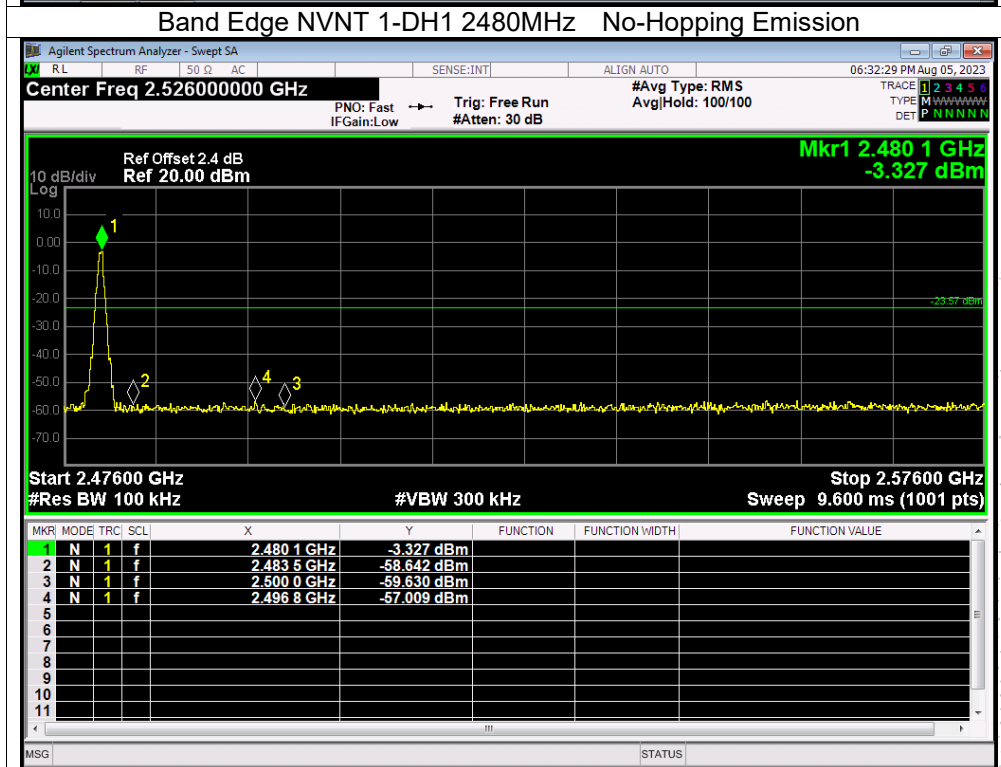 Band Edge NVNT 1-DH1 2480MHz No-Hopping Emission
Agilent Spectrum Analyzer - Swept SA
LXI RL RF 50 Ω AC SENSE:INT ALIGN AUTO 06:32:29 PM Aug 05, 2023
Center Freq 2.526000000 GHz #Avg Type: RMS TRACE 1 2 3 4 5 6
PNO: Fast Trig: Free Run Avg|Hold: 100/100 TYPE M WWWWW
IFGain:Low #Atten: 30 dB DET P N N N N N
Mkr1 2.480 1 GHz
-3.327 dBm
Ref Offset 2.4 dB
10 dB/div Ref 20.00 dBm
Log
10.0
1
0.00
-10.0
-20.0
-23.57 dBm
-30.0
-40.0
-50.0
2 4 3
-60.0
-70.0
Start 2.47600 GHz Stop 2.57600 GHz
#Res BW 100 kHz #VBW 300 kHz Sweep 9.600 ms (1001 pts)
MKR MODE TRC SCL X Y FUNCTION FUNCTION WIDTH FUNCTION VALUE
1 N 1 f 2.480 1 GHz -3.327 dBm
2 N 1 f 2.483 5 GHz -58.642 dBm
3 N 1 f 2.500 0 GHz -59.630 dBm
4 N 1 f 2.496 8 GHz -57.009 dBm
5
6
7
8
9
10
11
MSG STATUS